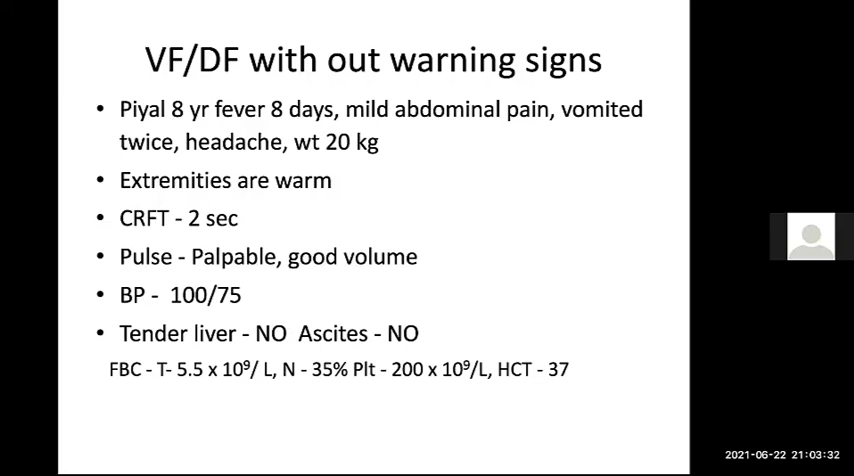 VF/DF with out warning signs
• Piyal 8 yr fever 8 days, mild abdominal pain, vomited
twice, headache, wt 20 kg
• Extremities are warm
• CRFT - 2 sec
• Pulse - Palpable, good volume
• BP - 100/75
• Tender liver - NO Ascites - NO
FBC - T- 5.5 x 10⁹/ L, N - 35% Plt - 200 x 10⁹/L, HCT - 37
2021-06-22 21:03:32